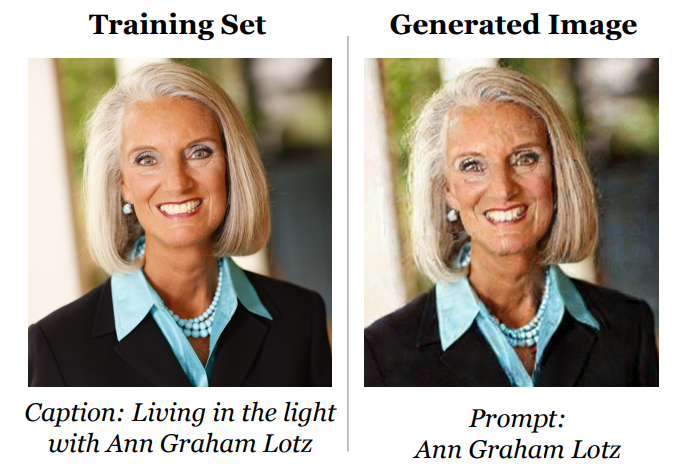 Training Set
Generated Image
Caption: Living in the light
with Ann Graham Lotz
Prompt:
Ann Graham Lotz